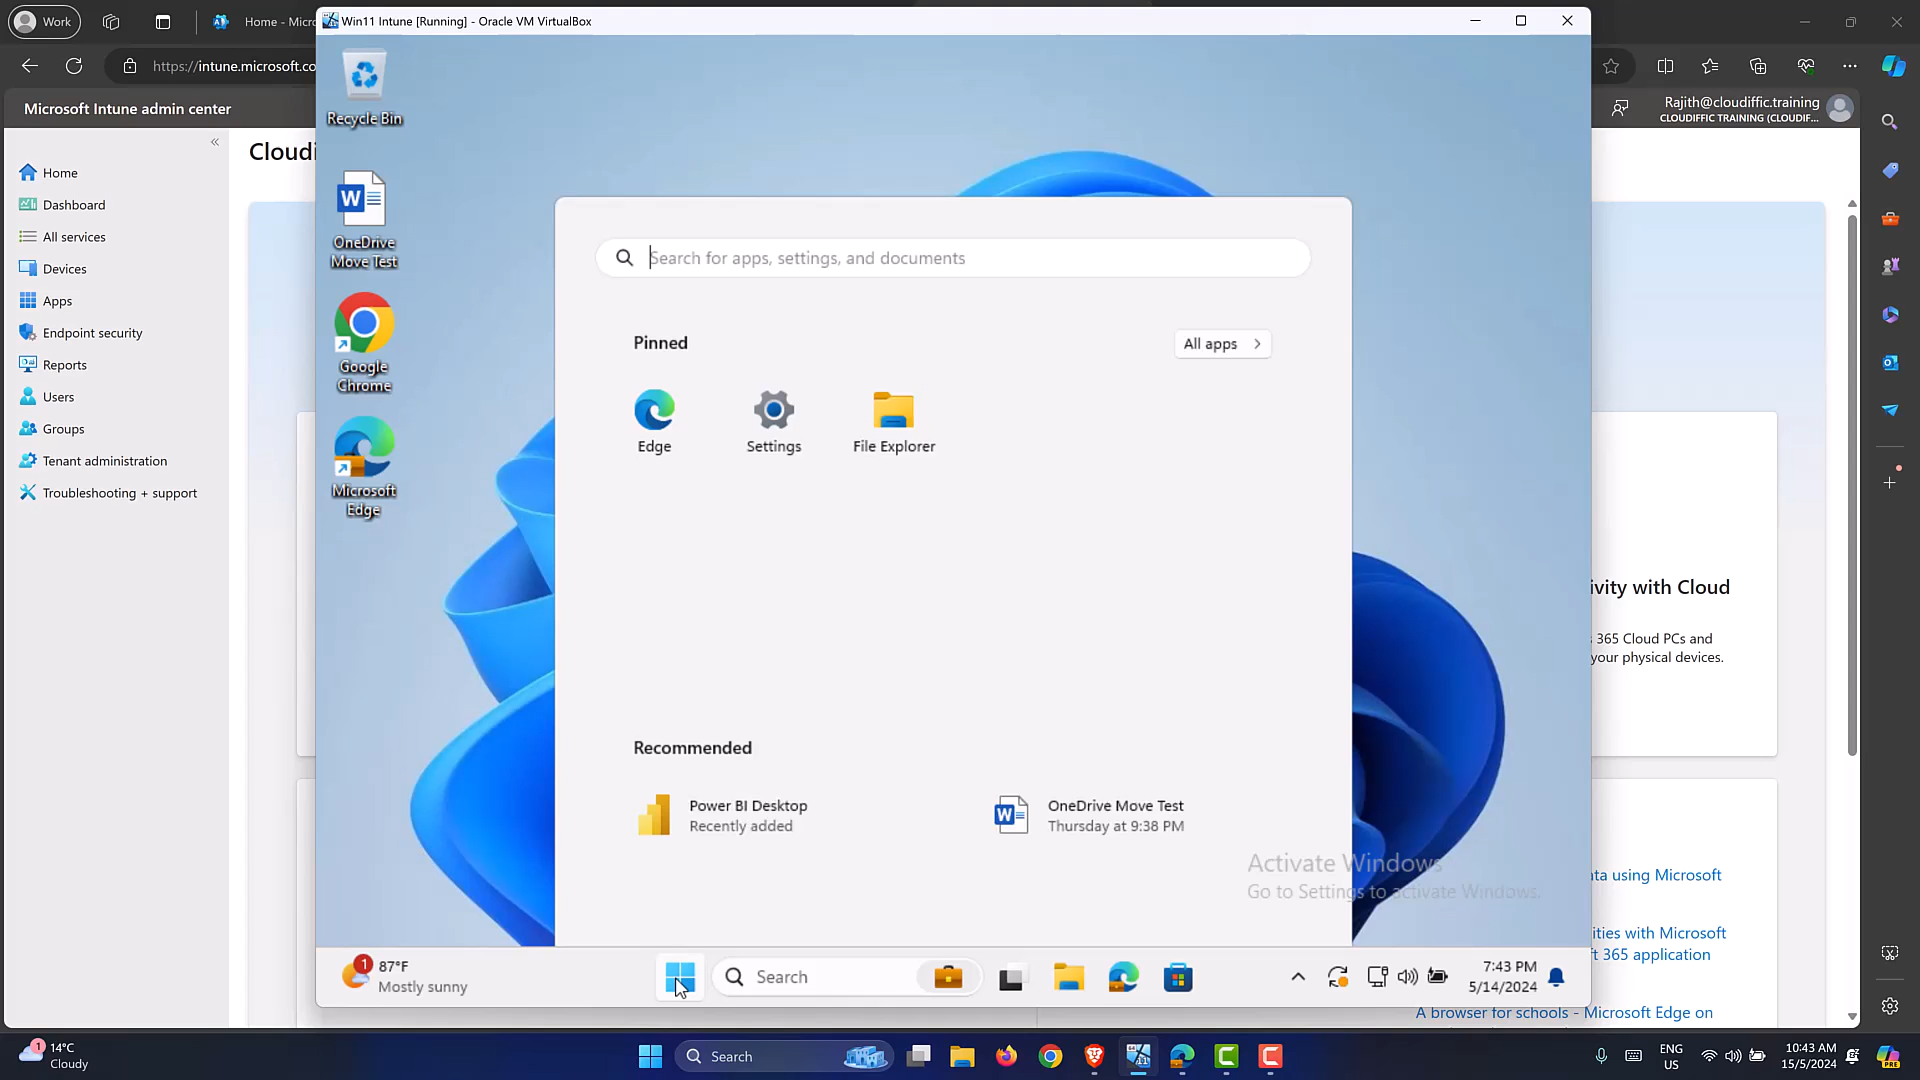 Work
Home - Micr
https://intune.microsoft.co
Microsoft Intune admin center
Rajith@cloudiffic.training
CLOUDIFFIC TRAINING (CLOUDIF...
Home
Dashboard
All services
Devices
Apps
Endpoint security
Reports
Users
Groups
Tenant administration
Troubleshooting + support
Cloudi
ivity with Cloud
365 Cloud PCs and
your physical devices.
ata using Microsoft
ities with Microsoft
t 365 application
A browser for schools - Microsoft Edge on
Win11 Intune [Running] - Oracle VM VirtualBox
Recycle Bin
OneDrive
Move Test
Google
Chrome
Microsoft
Edge
Search for apps, settings, and documents
Pinned
All apps
Edge
Settings
File Explorer
Recommended
Power BI Desktop
Recently added
OneDrive Move Test
Thursday at 9:38 PM
Activate Windows
Go to Settings to activate Windows.
1
87°F
Mostly sunny
Search
7:43 PM
5/14/2024
1
14°C
Cloudy
Search
ENG
US
10:43 AM
15/5/2024
PRE